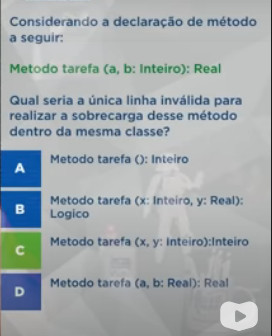 Considerando a declaração de método
a seguir:
Metodo tarefa (a, b: Inteiro): Real
Qual seria a única linha inválida para
realizar a sobrecarga desse método
dentro da mesma classe?
A
Metodo tarefa (): Inteiro
B
Metodo tarefa (x: Inteiro, y: Real):
Logico
C
Metodo tarefa (x, y: Inteiro):Inteiro
D
Metodo tarefa (a, b: Real): Real